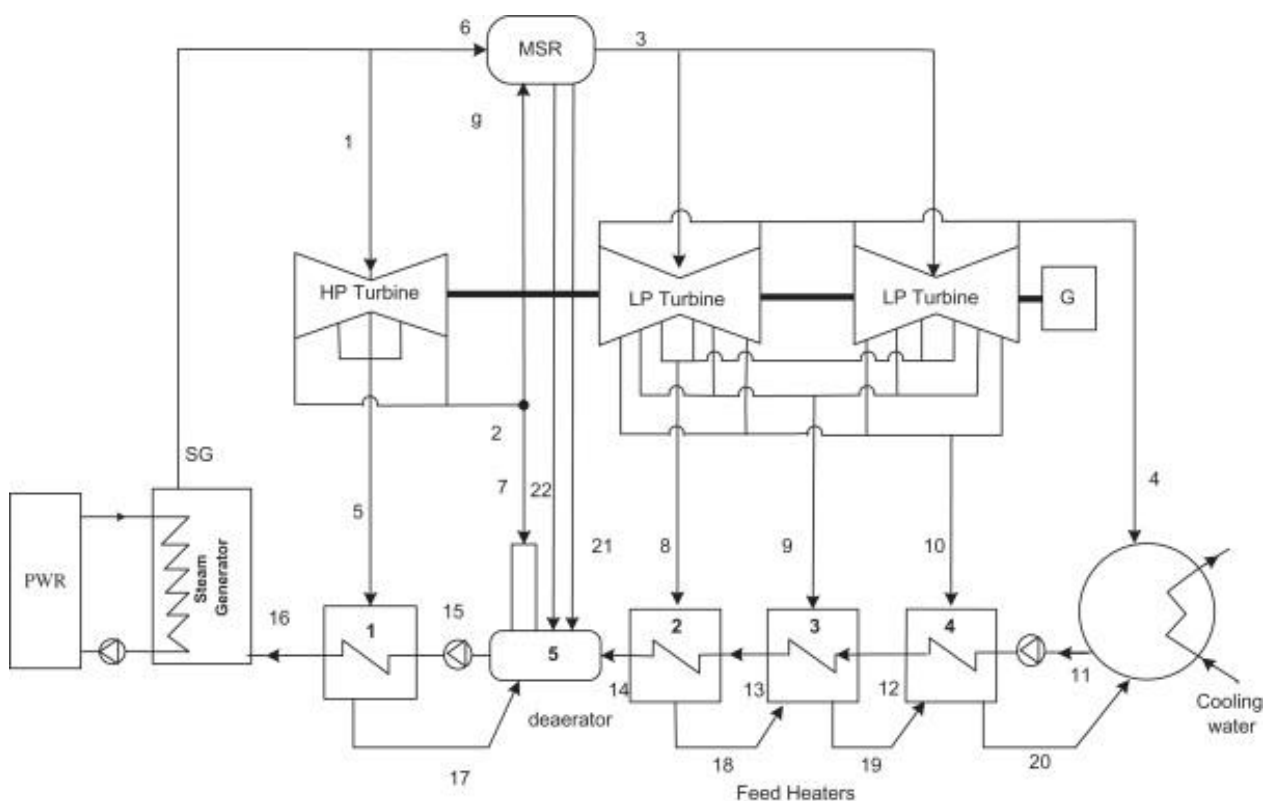 6
MSR
3
g
1
HP Turbine
LP Turbine
LP Turbine
G
2
SG
7
22
4
5
21
8
9
10
PWR
Steam
Generator
16
1
15
5
2
3
4
14
13
12
11
deaerator
Cooling
water
17
18
19
20
Feed Heaters